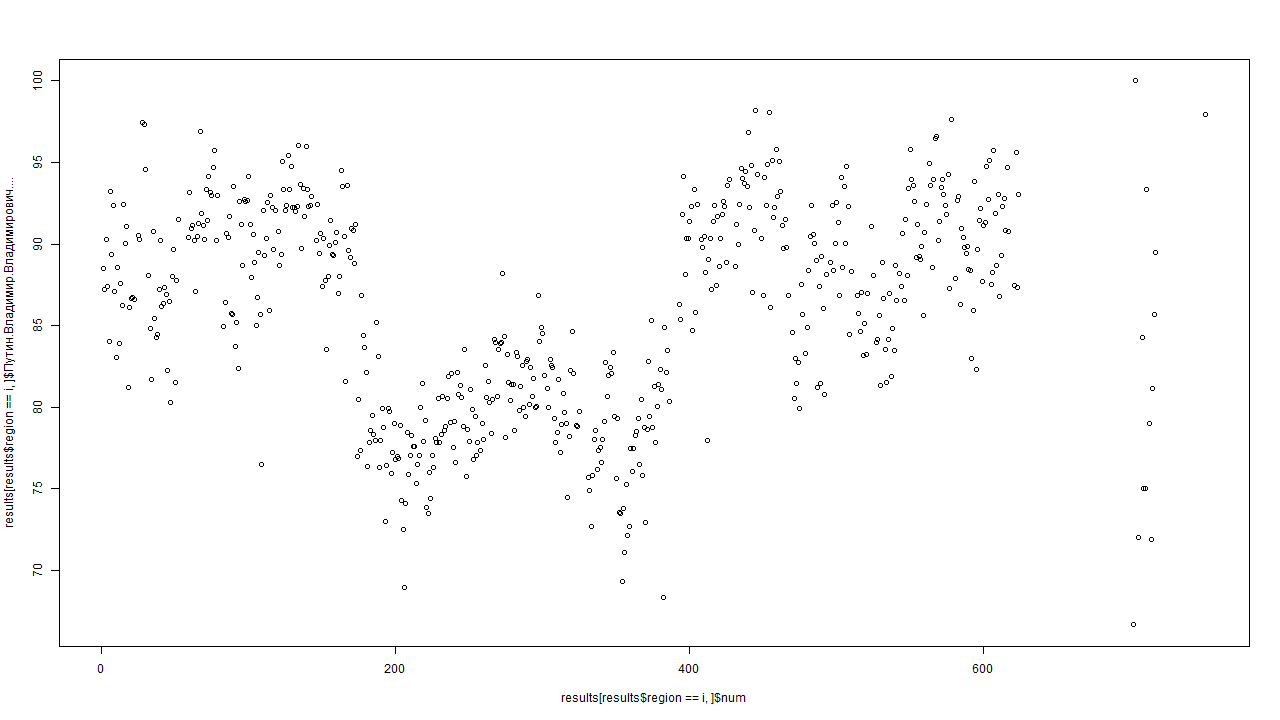 100
95
90
85
80
75
70
results[results$region == i, ]$Путин.Владимир.Владимирович....
0 200 400 600
results[results$region == i, ]$num